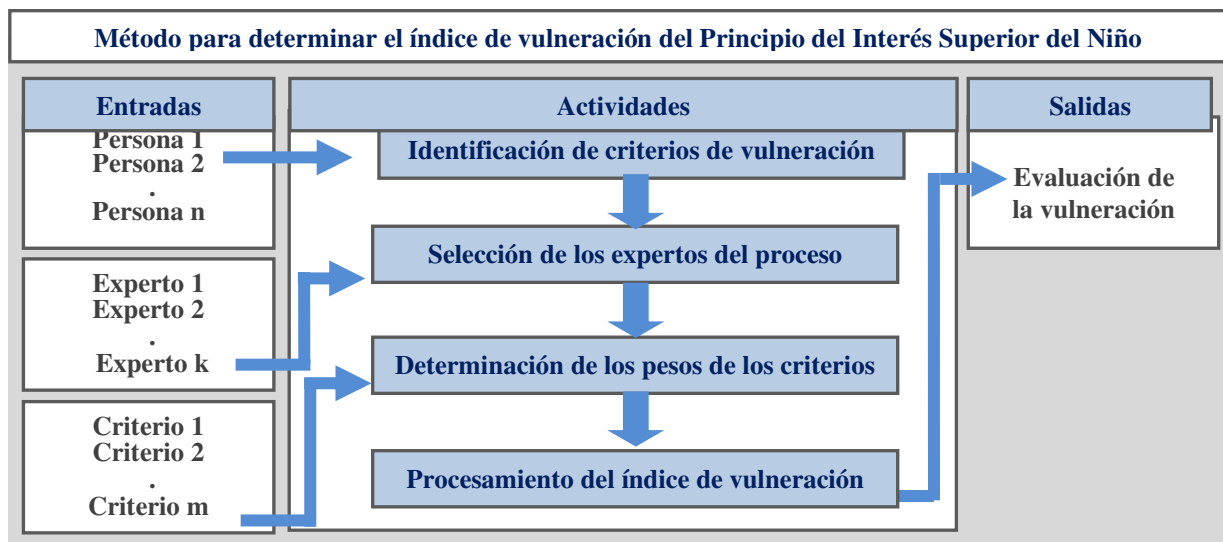 Método para determinar el índice de vulneración del Principio del Interés Superior del Niño
Entradas
Persona 1
Persona 2
.
Persona n
Experto 1
Experto 2
.
Experto k
Criterio 1
Criterio 2
.
Criterio m
Actividades
Identificación de criterios de vulneración
Selección de los expertos del proceso
Determinación de los pesos de los criterios
Procesamiento del índice de vulneración
Salidas
Evaluación de
la vulneración